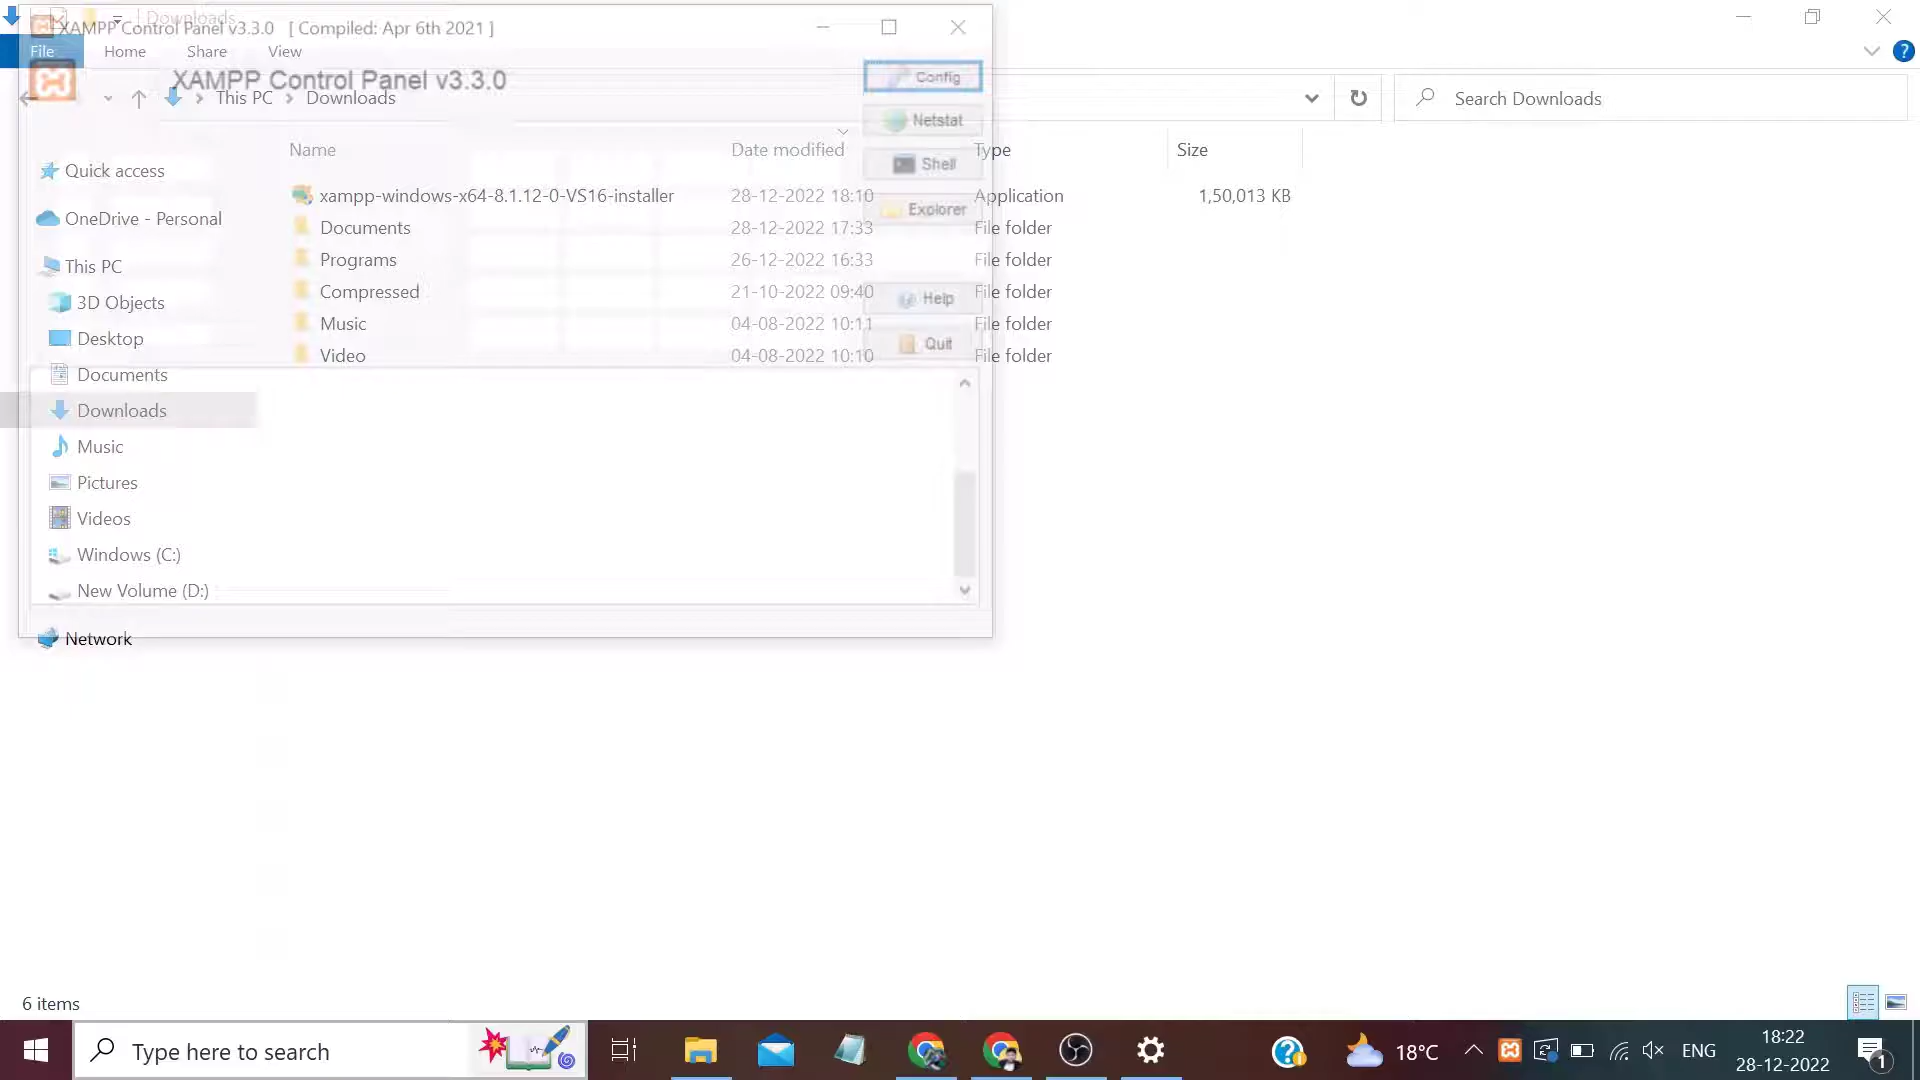 Downloads
XAMPP Control Panel v3.3.0 [ Compiled: Apr 6th 2021 ]
File Home Share View
XAMPP Control Panel v3.3.0
Config
This PC Downloads
Search Downloads
Netstat
Name Date modified Type Size
Shell
Quick access
xampp-windows-x64-8.1.12-0-VS16-installer 28-12-2022 18:10 Application 1,50,013 KB
Explorer
OneDrive - Personal
Documents 28-12-2022 17:33 File folder
Programs 26-12-2022 16:33 File folder
This PC
Compressed 21-10-2022 09:40 File folder
Help
3D Objects
Music 04-08-2022 10:11 File folder
Desktop
Quit
Video 04-08-2022 10:10 File folder
Documents
Downloads
Music
Pictures
Videos
Windows (C:)
New Volume (D:)
Network
6 items
Type here to search
18°C
ENG
18:22
28-12-2022
1